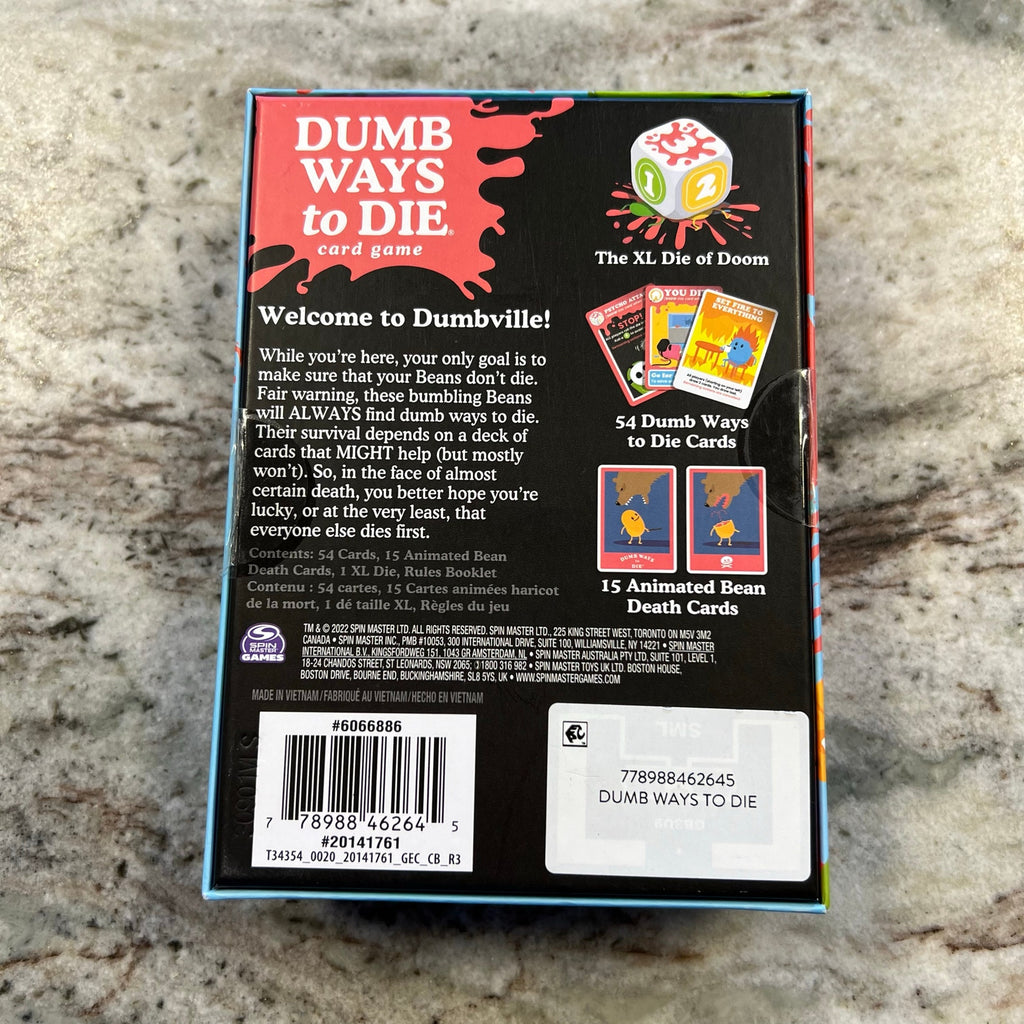 DUMB
WAYS
to DIE®
card game
Welcome to Dumbville!
While you're here, your only goal is to
make sure that your Beans don't die.
Fair warning, these bumbling Beans
will ALWAYS find dumb ways to die.
Their survival depends on a deck of
cards that MIGHT help (but mostly
won't). So, in the face of almost
certain death, you better hope you're
lucky, or at the very least, that
everyone else dies first.
Contents: 54 Cards, 15 Animated Bean
Death Cards, 1 XL Die, Rules Booklet
Contenu : 54 cartes, 15 Cartes animées haricot
de la mort, 1 dé taille XL, Règles du jeu
3
1
2
The XL Die of Doom
PSYCHO
STOP!
YOU
SET FIRE TO
EVERYTHING
54 Dumb Ways
to Die Cards
DUMB WAYS
to
DIE
15 Animated Bean
Death Cards
SPIN
MASTER
GAMES
TM & © 2022 SPIN MASTER LTD. ALL RIGHTS RESERVED. SPIN MASTER LTD., 225 KING STREET WEST, TORONTO ON M5V 3M2
CANADA • SPIN MASTER INC., PMB #10053, 300 INTERNATIONAL DRIVE, SUITE 100, WILLIAMSVILLE, NY 14221 • SPIN MASTER
INTERNATIONAL B.V., KINGSFORDWEG 151, 1043 GR AMSTERDAM, NL • SPIN MASTER AUSTRALIA PTY LTD, SUITE 101, LEVEL 1,
18-24 CHANDOS STREET, ST LEONARDS, NSW 2065; 1800 316 982 • SPIN MASTER TOYS UK LTD. BOSTON HOUSE,
BOSTON DRIVE, BOURNE END, BUCKINGHAMSHIRE, SL8 5YS, UK • WWW.SPINMASTERGAMES.COM
MADE IN VIETNAM/FABRIQUÉ AU VIETNAM/HECHO EN VIETNAM
#6066886
7 78988 46264 5
#20141761
T34354_0020_20141761_GEC_CB_R3
778988462645
DUMB WAYS TO DIE